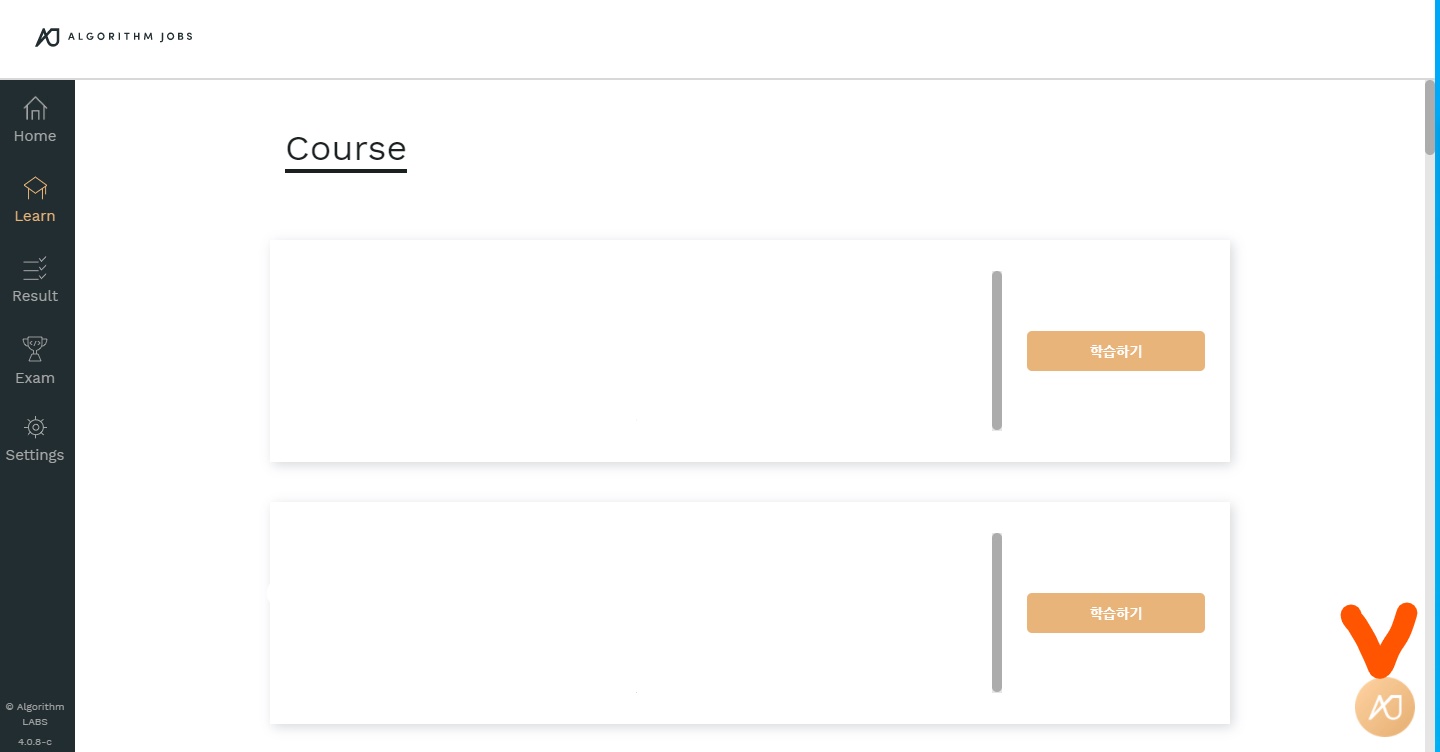 ALGORITHM JOBS
Home
Learn
Result
Exam
Settings
© Algorithm
LABS
4.0.8-c
Course
학습하기
학습하기